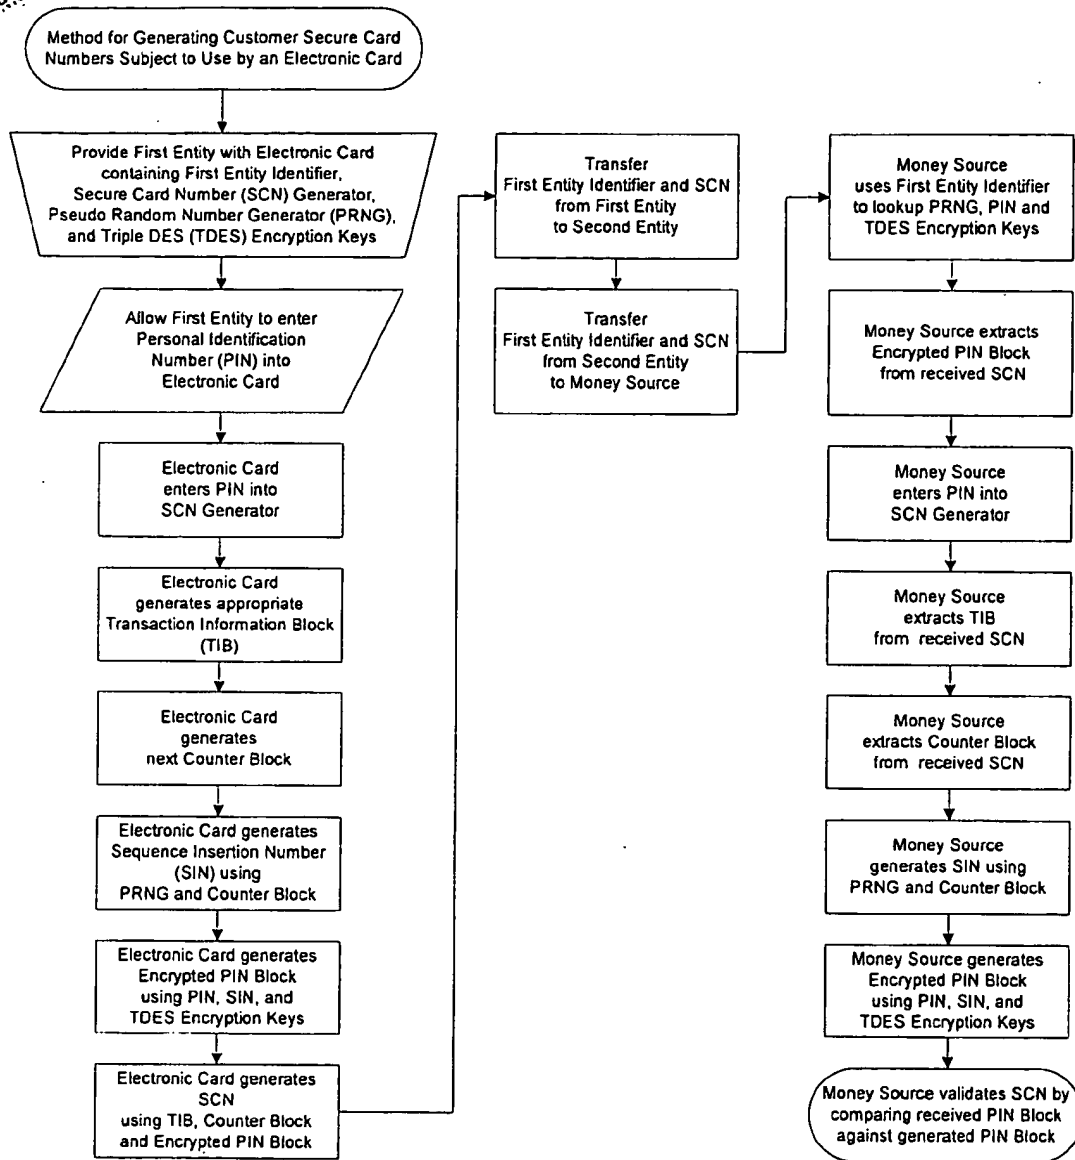 Method for Generating Customer Secure Card
Numbers Subject to Use by an Electronic Card
Provide First Entity with Electronic Card
containing First Entity Identifier,
Secure Card Number (SCN) Generator,
Pseudo Random Number Generator (PRNG),
and Triple DES (TDES) Encryption Keys
Allow First Entity to enter
Personal Identification
Number (PIN) into
Electronic Card
Electronic Card
enters PIN into
SCN Generator
Electronic Card
generates appropriate
Transaction Information Block
(TIB)
Electronic Card
generates
next Counter Block
Electronic Card generates
Sequence Insertion Number
(SIN) using
PRNG and Counter Block
Electronic Card generates
Encrypted PIN Block
using PIN, SIN, and
TDES Encryption Keys
Electronic Card generates
SCN
using TIB, Counter Block
and Encrypted PIN Block
Transfer
First Entity Identifier and SCN
from First Entity
to Second Entity
Transfer
First Entity Identifier and SCN
from Second Entity
to Money Source
Money Source
uses First Entity Identifier
to lookup PRNG, PIN and
TDES Encryption Keys
Money Source extracts
Encrypted PIN Block
from received SCN
Money Source
enters PIN into
SCN Generator
Money Source
extracts TIB
from received SCN
Money Source
extracts Counter Block
from received SCN
Money Source
generates SIN using
PRNG and Counter Block
Money Source generates
Encrypted PIN Block
using PIN, SIN, and
TDES Encryption Keys
Money Source validates SCN by
comparing received PIN Block
against generated PIN Block